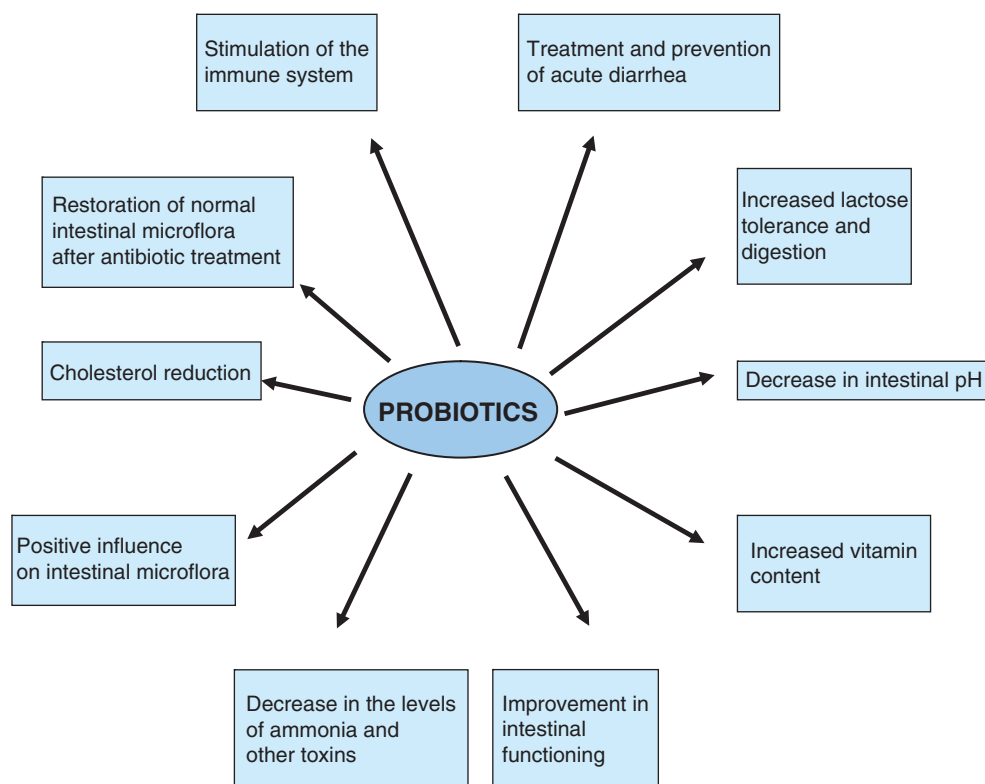 Stimulation of the
immune system
Treatment and prevention
of acute diarrhea
Restoration of normal
intestinal microflora
after antibiotic treatment
Increased lactose
tolerance and
digestion
Cholesterol reduction
PROBIOTICS
Decrease in intestinal pH
Positive influence
on intestinal microflora
Increased vitamin
content
Decrease in the levels
of ammonia and
other toxins
Improvement in
intestinal
functioning